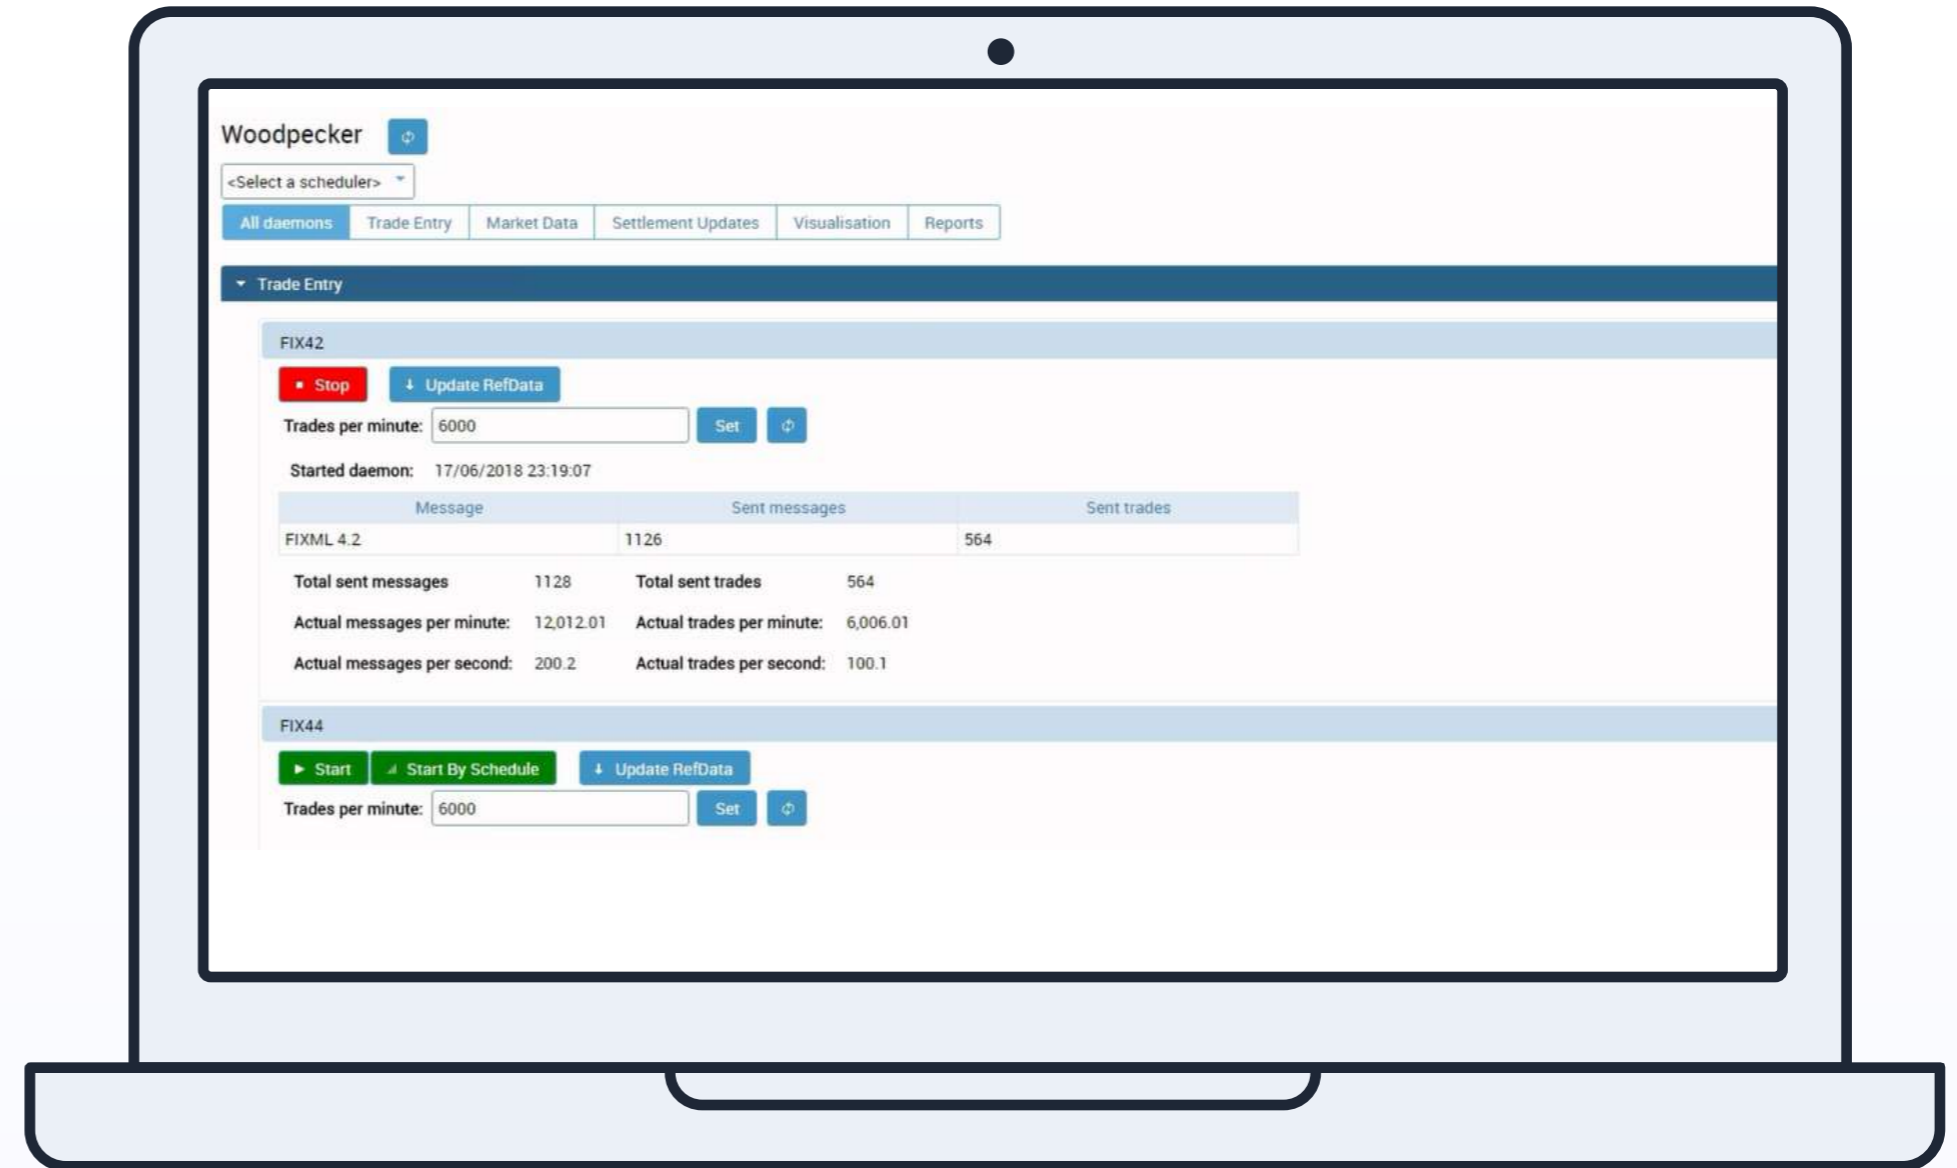 Woodpecker
<Select a scheduler>
All daemons Trade Entry Market Data Settlement Updates Visualisation Reports
Trade Entry
FIX42
Stop Update RefData
Trades per minute: 6000 Set
Started daemon: 17/06/2018 23:19:07
Message Sent messages Sent trades
FIXML 4.2 1126 564
Total sent messages 1128 Total sent trades 564
Actual messages per minute: 12,012.01 Actual trades per minute: 6,006.01
Actual messages per second: 200.2 Actual trades per second: 100.1
FIX44
Start Start By Schedule Update RefData
Trades per minute: 6000 Set